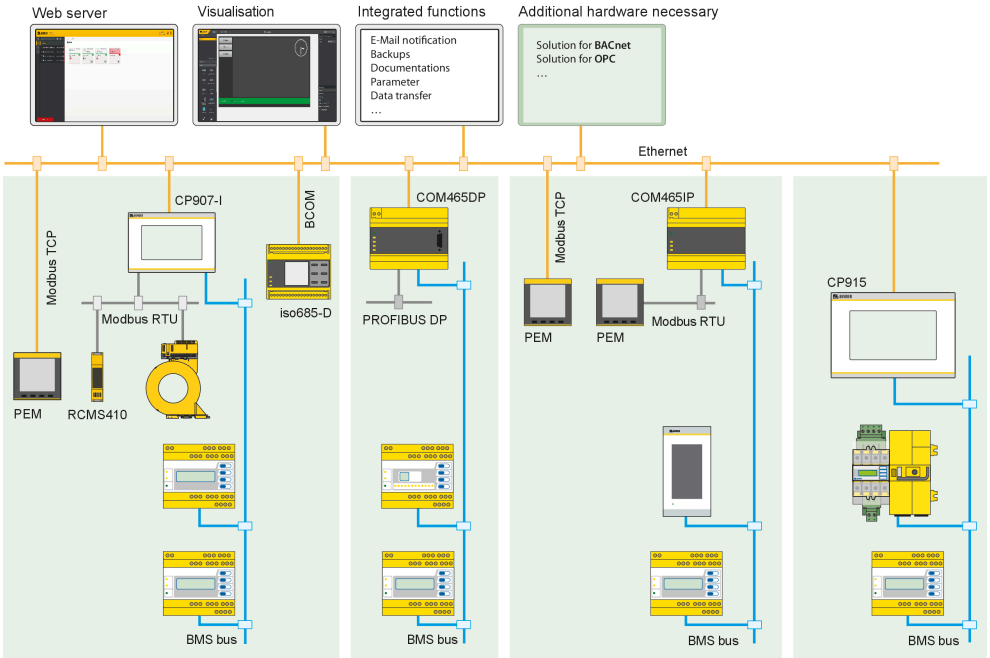 Web server
Visualisation
Integrated functions
Additional hardware necessary
E-Mail notification
Backups
Documentations
Parameter
Data transfer
...
Solution for BACnet
Solution for OPC
...
Ethernet
Modbus TCP
CP907-I
BCOM
COM465DP
Modbus TCP
COM465IP
CP915
iso685-D
Modbus RTU
PROFIBUS DP
PEM
PEM
Modbus RTU
PEM
RCMS410
BMS bus
BMS bus
BMS bus
BMS bus